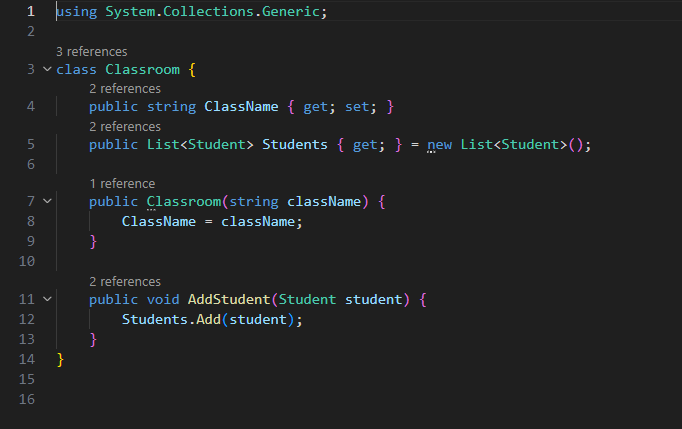 1 using System.Collections.Generic;
2
3 references
3 class Classroom {
2 references
4 public string ClassName { get; set; }
2 references
5 public List<Student> Students { get; } = new List<Student>();
6
1 reference
7 public Classroom(string className) {
8 ClassName = className;
9 }
10
2 references
11 public void AddStudent(Student student) {
12 Students.Add(student);
13 }
14 }
15
16